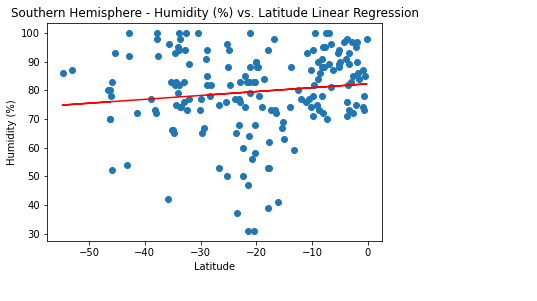 Southern Hemisphere - Humidity (%) vs. Latitude Linear Regression
100
90
80
70
60
50
40
30
Humidity (%)
−50 −40 −30 −20 −10 0
Latitude